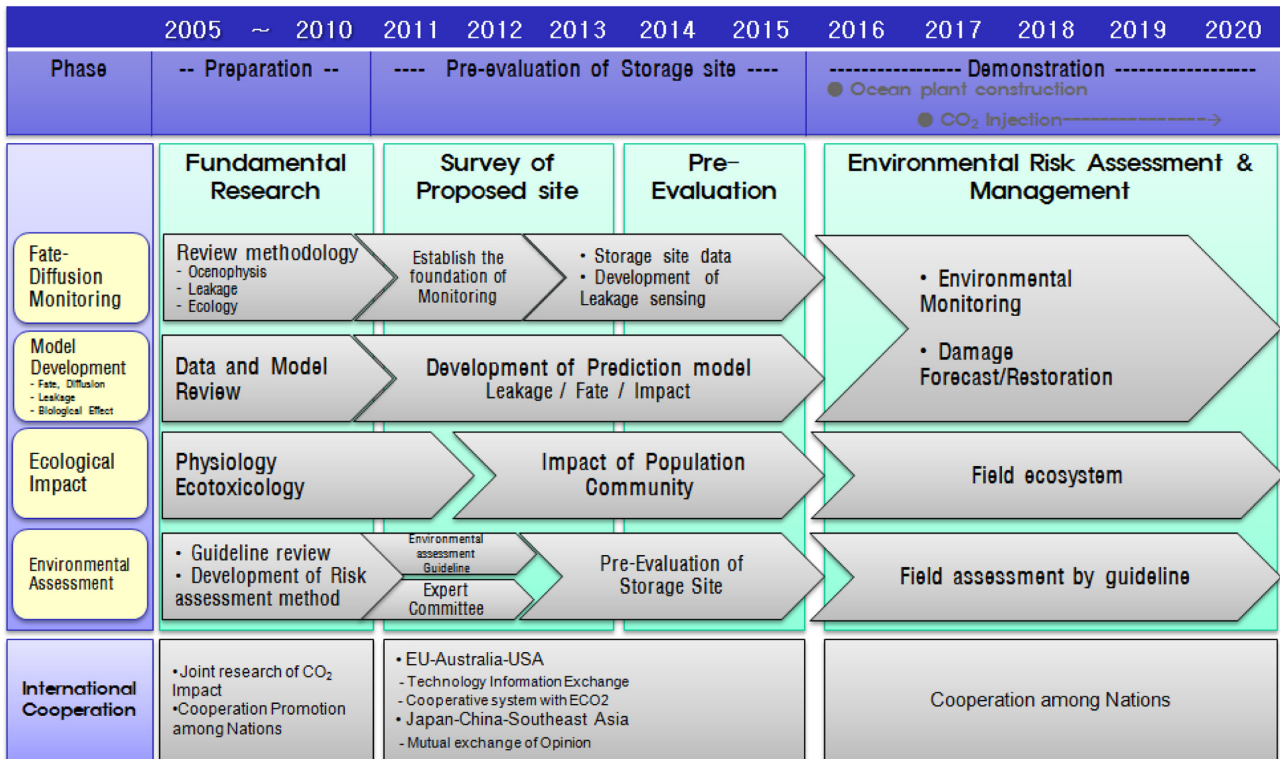 2005 ~ 2010 2011 2012 2013 2014 2015 2016 2017 2018 2019 2020
Phase
-- Preparation --
---- Pre-evaluation of Storage site ----
---------------- Demonstration -----------------
● Ocean plant construction
● CO₂ Injection----------------→
Fundamental
Research
Survey of
Proposed site
Pre-
Evaluation
Environmental Risk Assessment &
Management
Fate-
Diffusion
Monitoring
Review methodology
- Ocenophysis
- Leakage
- Ecology
Establish the
foundation of
Monitoring
• Storage site data
• Development of
Leakage sensing
• Environmental
Monitoring
• Damage
Forecast/Restoration
Model
Development
- Fate, Diffusion
- Leakage
- Biological Effect
Data and Model
Review
Development of Prediction model
Leakage / Fate / Impact
Ecological
Impact
Physiology
Ecotoxicology
Impact of Population
Community
Field ecosystem
Environmental
Assessment
• Guideline review
• Development of Risk
assessment method
Environmental
assessment
Guideline
Expert
Committee
Pre-Evaluation of
Storage Site
Field assessment by guideline
International
Cooperation
•Joint research of CO₂
Impact
•Cooperation Promotion
among Nations
• EU-Australia-USA
- Technology Information Exchange
- Cooperative system with ECO2
• Japan-China-Southeast Asia
- Mutual exchange of Opinion
Cooperation among Nations